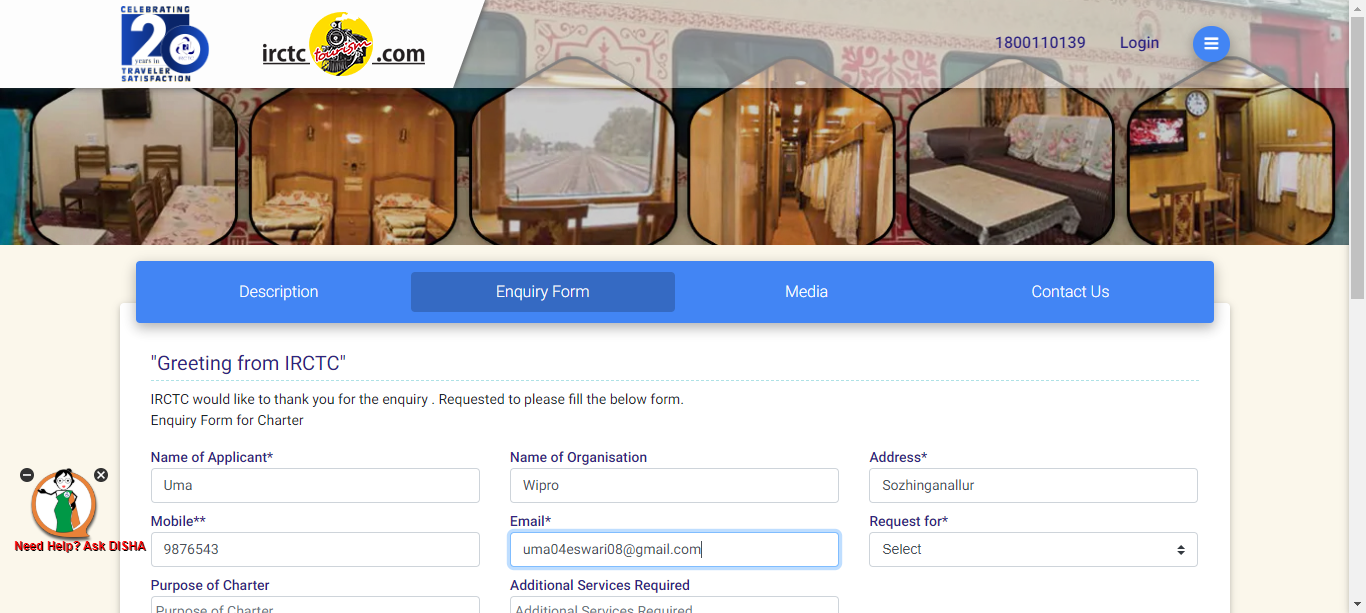 CELEBRATING
20
years in
TRAVELER
SATISFACTION
irctc tourism .com
1800110139 Login
Description Enquiry Form Media Contact Us
"Greeting from IRCTC"
IRCTC would like to thank you for the enquiry . Requested to please fill the below form.
Enquiry Form for Charter
Name of Applicant* Name of Organisation Address*
Uma Wipro Sozhinganallur
Mobile** Email* Request for*
9876543 uma04eswari08@gmail.com Select
Need Help? Ask DISHA
Purpose of Charter Additional Services Required
Purpose of Charter Additional Services Required